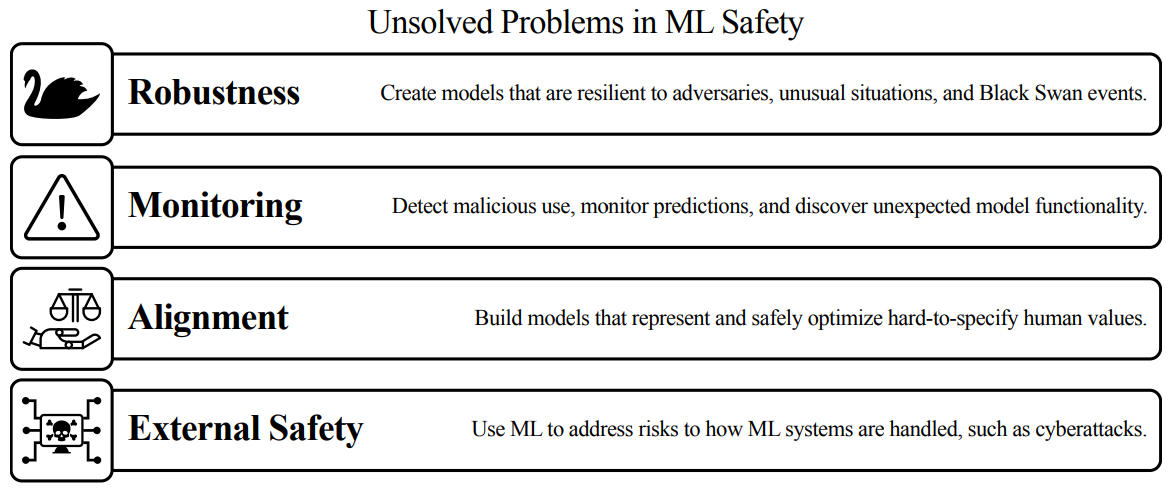 Unsolved Problems in ML Safety
Robustness Create models that are resilient to adversaries, unusual situations, and Black Swan events.
Monitoring Detect malicious use, monitor predictions, and discover unexpected model functionality.
Alignment Build models that represent and safely optimize hard-to-specify human values.
External Safety Use ML to address risks to how ML systems are handled, such as cyberattacks.